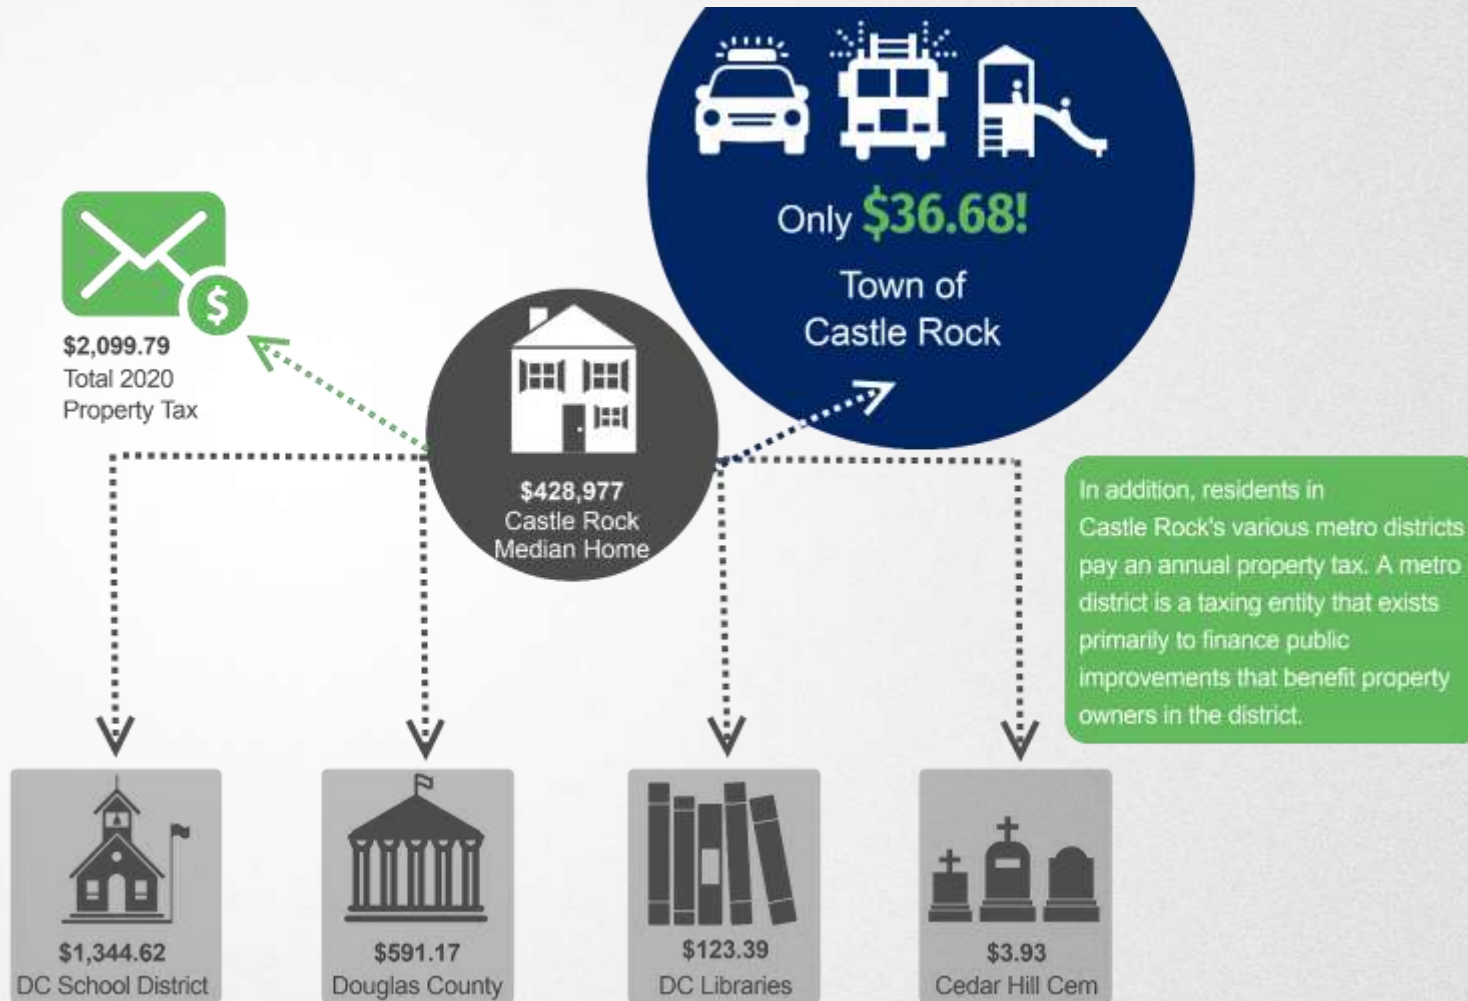 Only $36.68!
Town of
Castle Rock
$
$2,099.79
Total 2020
Property Tax
$428,977
Castle Rock
Median Home
In addition, residents in
Castle Rock's various metro districts
pay an annual property tax. A metro
district is a taxing entity that exists
primarily to finance public
improvements that benefit property
owners in the district.
$1,344.62
DC School District
$591.17
Douglas County
$123.39
DC Libraries
$3.93
Cedar Hill Cem